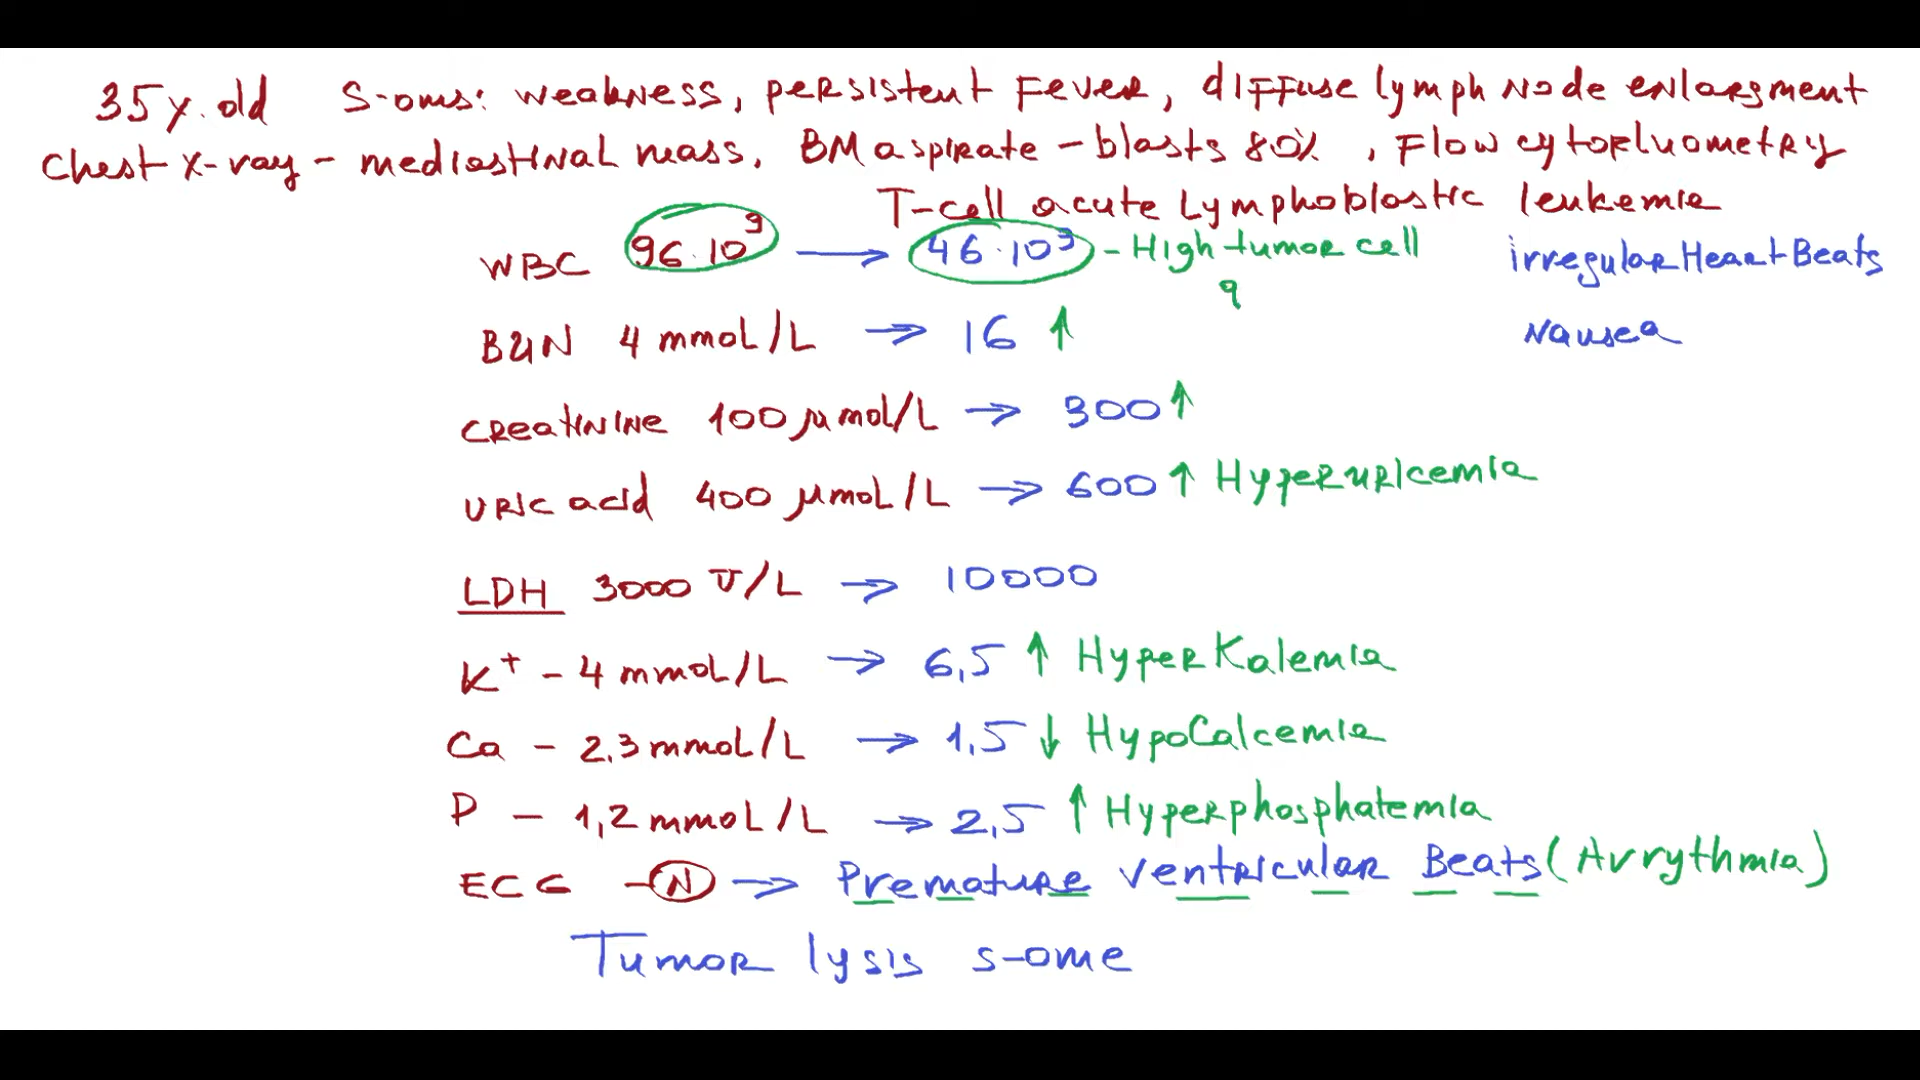 35 y. old S-oms: weakness, persistent fever, diffuse lymph node enlargment
Chest x-ray - mediastinal mass. BM aspirate - blasts 80%, Flow cytofluometry
T-cell acute lymphoblastic leukemia
WBC 96·10⁹ → 46·10⁹ - High tumor cell irregular Heart Beats
q
BUN 4 mmol/L → 16 ↑ Nausea
Creatinine 100 μmol/L → 300 ↑
Uric acid 400 μmol/L → 600 ↑ Hyperuricemia
LDH 3000 U/L → 10000
K⁺ - 4 mmol/L → 6,5 ↑ HyperKalemia
Ca - 2,3 mmol/L → 1,5 ↓ HypoCalcemia
P - 1,2 mmol/L → 2,5 ↑ Hyperphosphatemia
ECG - N → Premature ventricular Beats (Arrythmia)
Tumor lysis s-ome